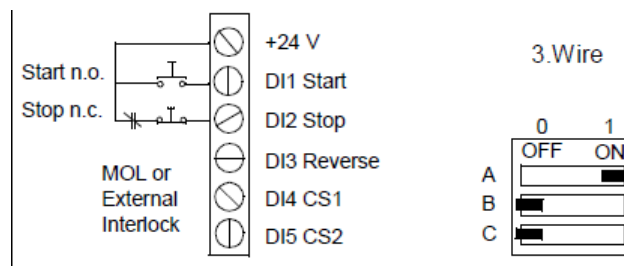 +24 V
Start n.o.
DI1 Start
Stop n.c.
DI2 Stop
DI3 Reverse
MOL or
External
Interlock
DI4 CS1
DI5 CS2
3.Wire
0 1
OFF ON
A
B
C